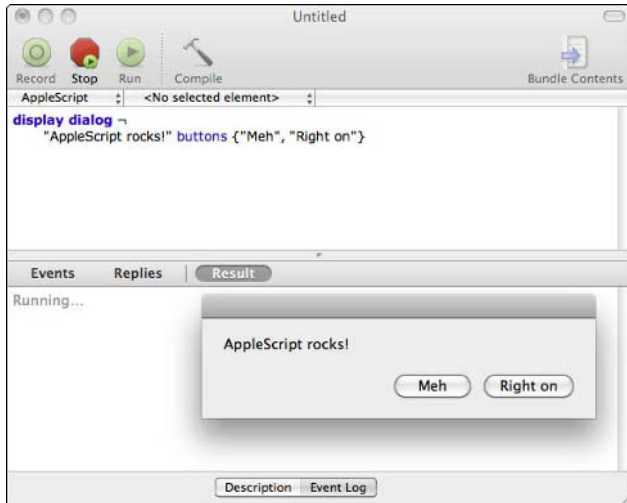 Untitled
Record Stop Run Compile Bundle Contents
AppleScript <No selected element>
display dialog ¬
"AppleScript rocks!" buttons {"Meh", "Right on"}
Events Replies Result
Running...
AppleScript rocks!
Meh Right on
Description Event Log